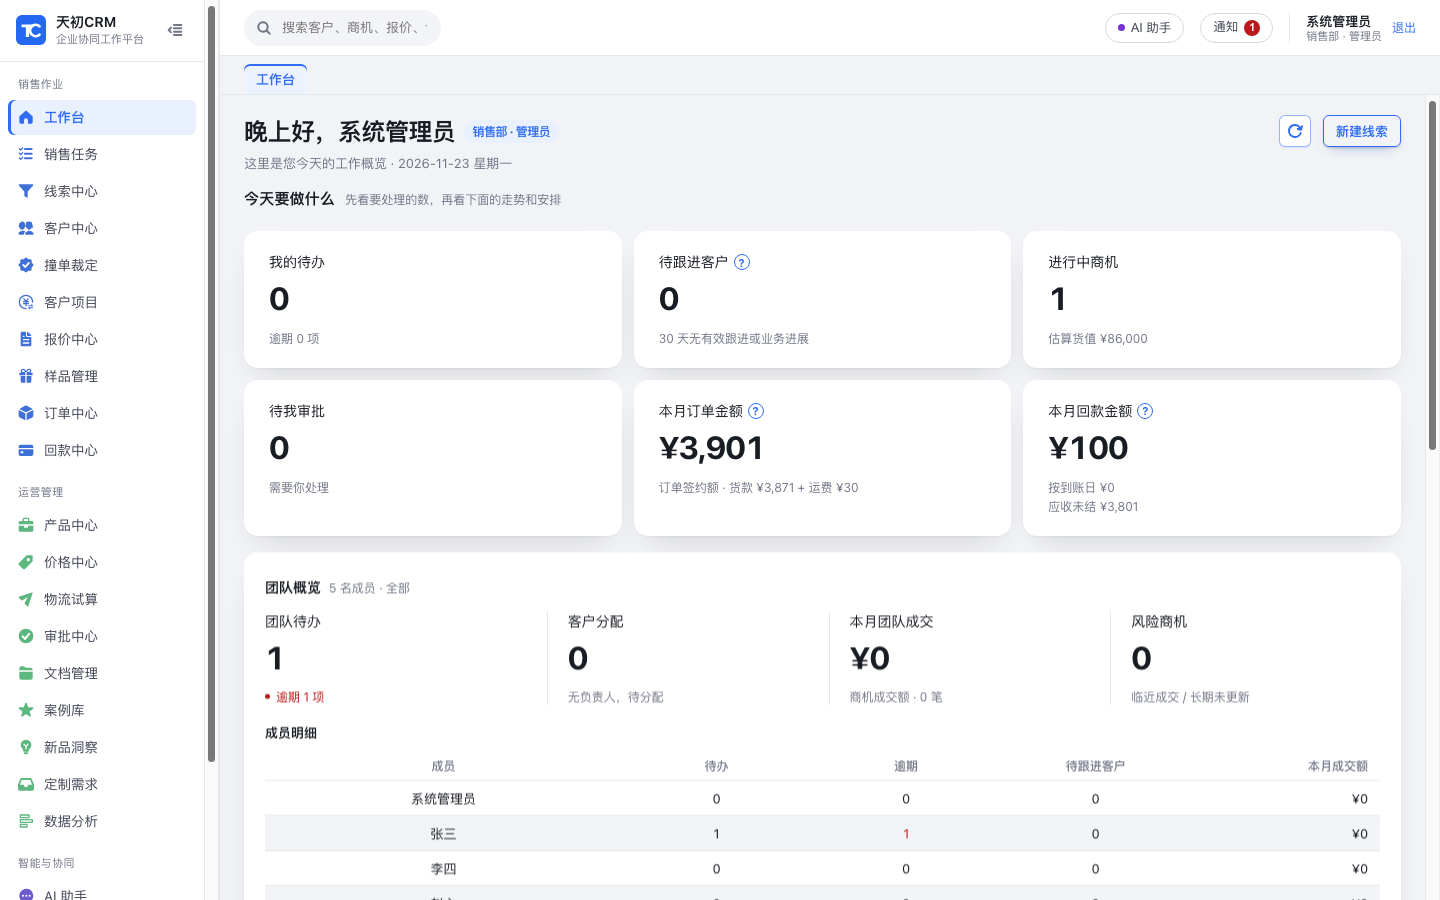 天初CRM
企业协同工作平台
搜索客户、商机、报价、
AI 助手
通知 1
系统管理员
销售部 · 管理员
退出
销售作业
工作台
销售任务
线索中心
客户中心
撞单裁定
客户项目
报价中心
样品管理
订单中心
回款中心
运营管理
产品中心
价格中心
物流试算
审批中心
文档管理
案例库
新品洞察
定制需求
数据分析
智能与协同
AI 助手
工作台
晚上好，系统管理员 销售部 · 管理员
新建线索
这里是您今天的工作概览 · 2026-11-23 星期一
今天要做什么 先看要处理的数，再看下面的走势和安排
我的待办
0
逾期 0 项
待跟进客户 ?
0
30 天无有效跟进或业务进展
进行中商机
1
估算货值 ¥86,000
待我审批
0
需要你处理
本月订单金额 ?
¥3,901
订单签约额 · 货款 ¥3,871 + 运费 ¥30
本月回款金额 ?
¥100
按到账日 ¥0
应收未结 ¥3,801
团队概览 5 名成员 · 全部
团队待办
1
逾期 1 项
客户分配
0
无负责人，待分配
本月团队成交
¥0
商机成交额 · 0 笔
风险商机
0
临近成交 / 长期未更新
成员明细
成员 待办 逾期 待跟进客户 本月成交额
系统管理员 0 0 0 ¥0
张三 1 1 0 ¥0
李四 0 0 0 ¥0